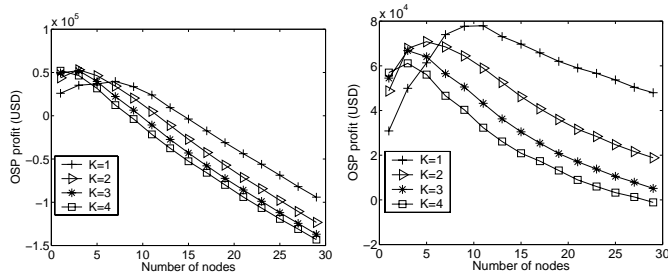 x 10^5
1
0.5
0
−0.5
−1
−1.5
0 5 10 15 20 25 30
OSP profit (USD)
Number of nodes
K=1
K=2
K=3
K=4
x 10^4
8
6
4
2
0
−2
0 5 10 15 20 25 30
OSP profit (USD)
Number of nodes
K=1
K=2
K=3
K=4